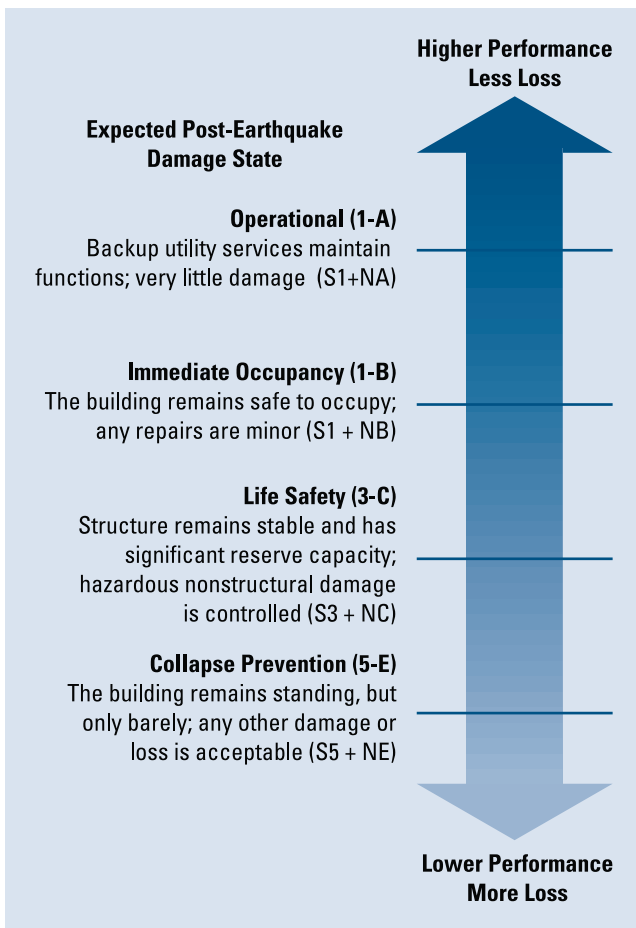 Higher Performance
Less Loss
Expected Post-Earthquake
Damage State
Operational (1-A)
Backup utility services maintain
functions; very little damage (S1+NA)
Immediate Occupancy (1-B)
The building remains safe to occupy;
any repairs are minor (S1 + NB)
Life Safety (3-C)
Structure remains stable and has
significant reserve capacity;
hazardous nonstructural damage
is controlled (S3 + NC)
Collapse Prevention (5-E)
The building remains standing, but
only barely; any other damage or
loss is acceptable (S5 + NE)
Lower Performance
More Loss